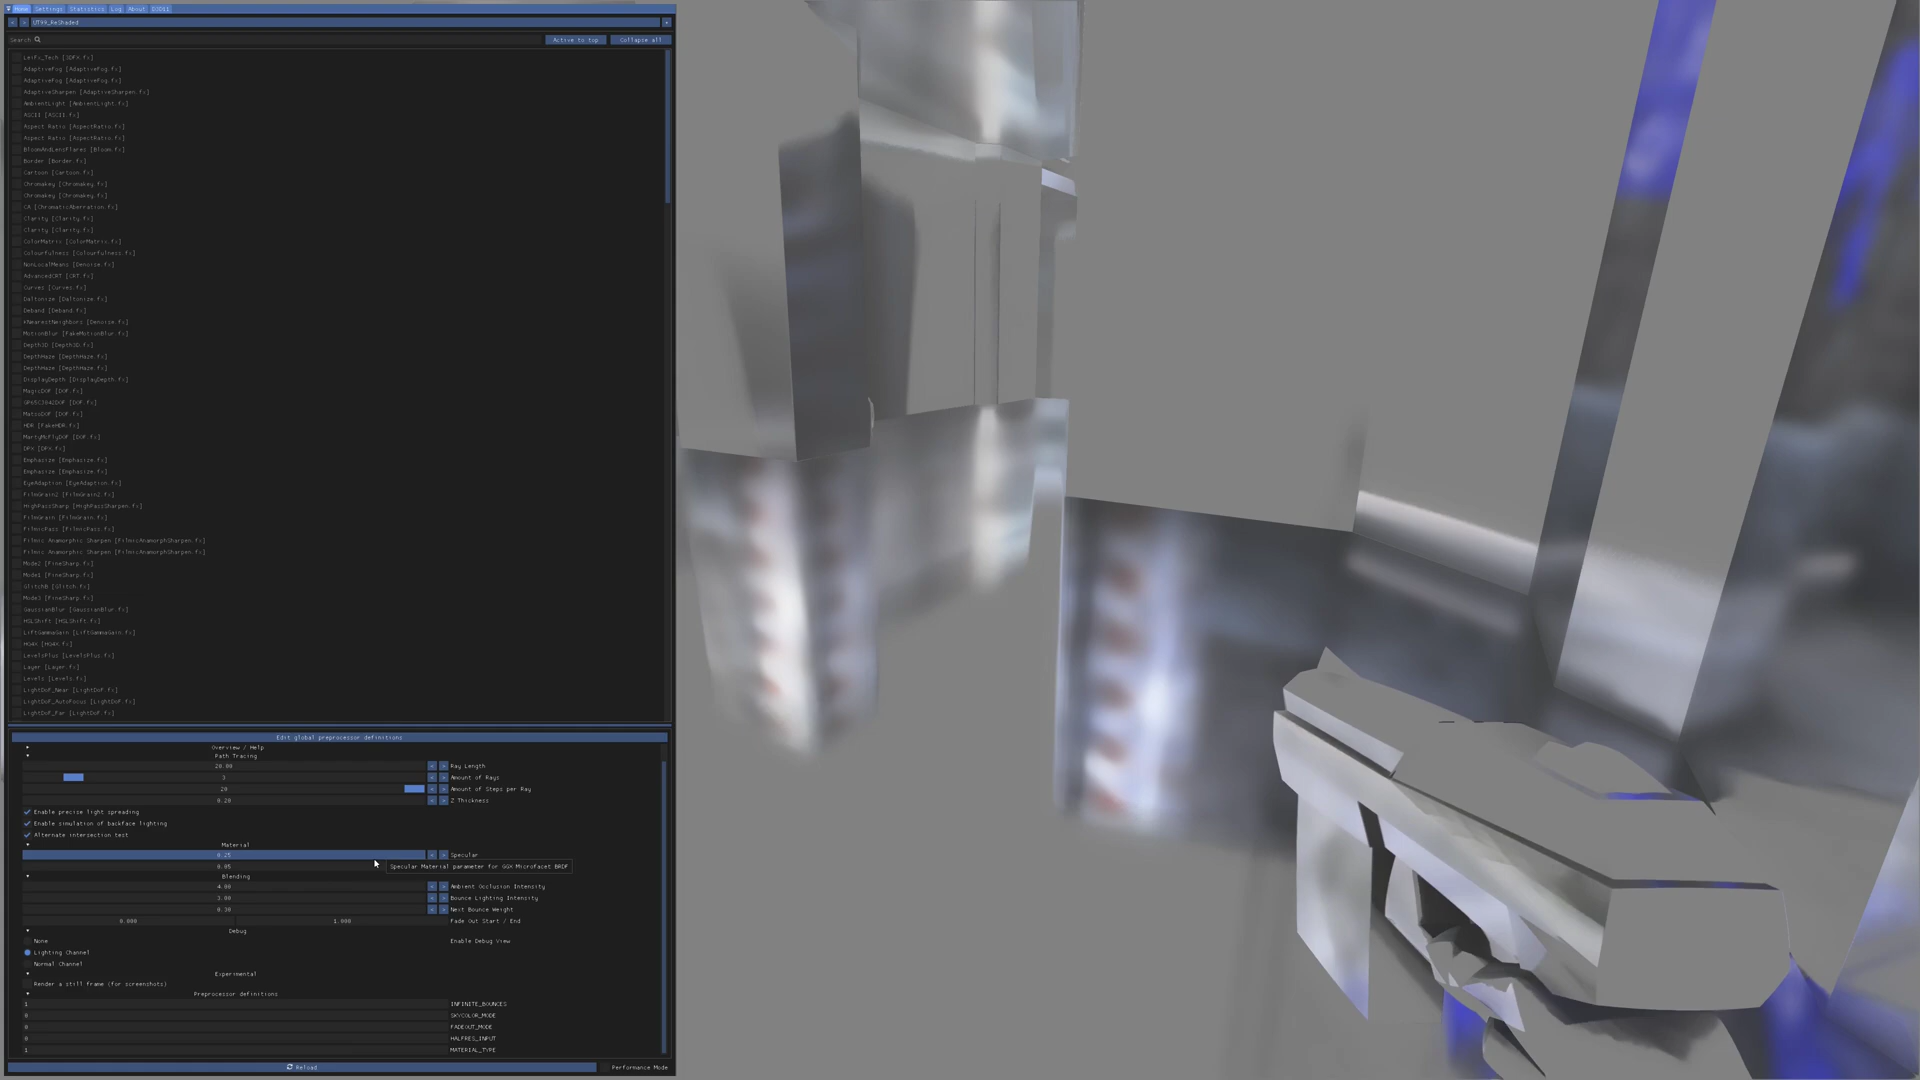 Home Settings Statistics Log About
UT99_ReShaded
Search
Active to top
Collapse all
AdaptiveFog [AdaptiveFog.fx]
AdaptiveFog [AdaptiveFog.fx]
AdaptiveSharpen [AdaptiveSharpen.fx]
AmbientLight [AmbientLight.fx]
ASCII [ASCII.fx]
Aspect Ratio [AspectRatio.fx]
Aspect Ratio [AspectRatio.fx]
BloomAndLensFlares [Bloom.fx]
Border [Border.fx]
Cartoon [Cartoon.fx]
Chromakey [Chromakey.fx]
Chromakey [Chromakey.fx]
CA [ChromaticAberration.fx]
Clarity [Clarity.fx]
Clarity [Clarity.fx]
ColorMatrix [ColorMatrix.fx]
Colourfulness [Colourfulness.fx]
NonLocalMeans [Denoise.fx]
AdvancedCRT [CRT.fx]
Curves [Curves.fx]
Daltonize [Daltonize.fx]
Deband [Deband.fx]
KNearestNeighbors [Denoise.fx]
MotionBlur [FakeMotionBlur.fx]
Depth3D [Depth3D.fx]
DepthHaze [DepthHaze.fx]
DepthHaze [DepthHaze.fx]
DisplayDepth [DisplayDepth.fx]
MagicDOF [DOF.fx]
GP65CJ042DOF [DOF.fx]
MatsoDOF [DOF.fx]
HDR [FakeHDR.fx]
MartyMcFlyDOF [DOF.fx]
DPX [DPX.fx]
Emphasize [Emphasize.fx]
Emphasize [Emphasize.fx]
EyeAdaption [EyeAdaption.fx]
FilmGrain2 [FilmGrain2.fx]
HighPassSharp [HighPassSharpen.fx]
FilmGrain [FilmGrain.fx]
FilmicPass [FilmicPass.fx]
Filmic Anamorphic Sharpen [FilmicAnamorphSharpen.fx]
Filmic Anamorphic Sharpen [FilmicAnamorphSharpen.fx]
Mode2 [FineSharp.fx]
Mode1 [FineSharp.fx]
GlitchB [Glitch.fx]
Mode3 [FineSharp.fx]
GaussianBlur [GaussianBlur.fx]
HSLShift [HSLShift.fx]
LiftGammaGain [LiftGammaGain.fx]
HQ4X [HQ4X.fx]
LevelsPlus [LevelsPlus.fx]
Layer [Layer.fx]
Levels [Levels.fx]
LightDoF_Near [LightDoF.fx]
LightDoF_AutoFocus [LightDoF.fx]
LightDoF_Far [LightDoF.fx]
Edit global preprocessor definitions
Overview / Help
Path Tracing
20.00 < > Ray Length
3 < > Amount of Rays
20 < > Amount of Steps per Ray
0.20 < > Z Thickness
Enable precise light spreading
Enable simulation of backface lighting
Alternate intersection test
Material
0.25 < > Specular
0.05
Specular Material parameter for GGX Microfacet BRDF
Blending
4.00 < > Ambient Occlusion Intensity
3.00 < > Bounce Lighting Intensity
0.30 < > Next Bounce Weight
0.000 1.000 Fade Out Start / End
Debug
None Enable Debug View
Lighting Channel
Normal Channel
Experimental
Render a still frame (for screenshots)
Preprocessor definitions
1 INFINITE_BOUNCES
0 SKYCOLOR_MODE
0 FADEOUT_MODE
0 HALFRES_INPUT
1 MATERIAL_TYPE
Reload
Performance Mode